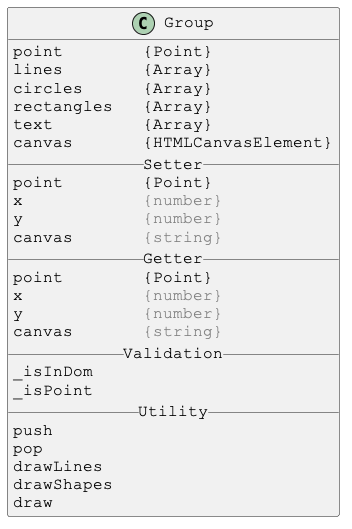 C Group
point {Point}
lines {Array}
circles {Array}
rectangles {Array}
text {Array}
canvas {HTMLCanvasElement}
Setter
point {Point}
x {number}
y {number}
canvas {string}
Getter
point {Point}
x {number}
y {number}
canvas {string}
Validation
_isInDom
_isPoint
Utility
push
pop
drawLines
drawShapes
draw